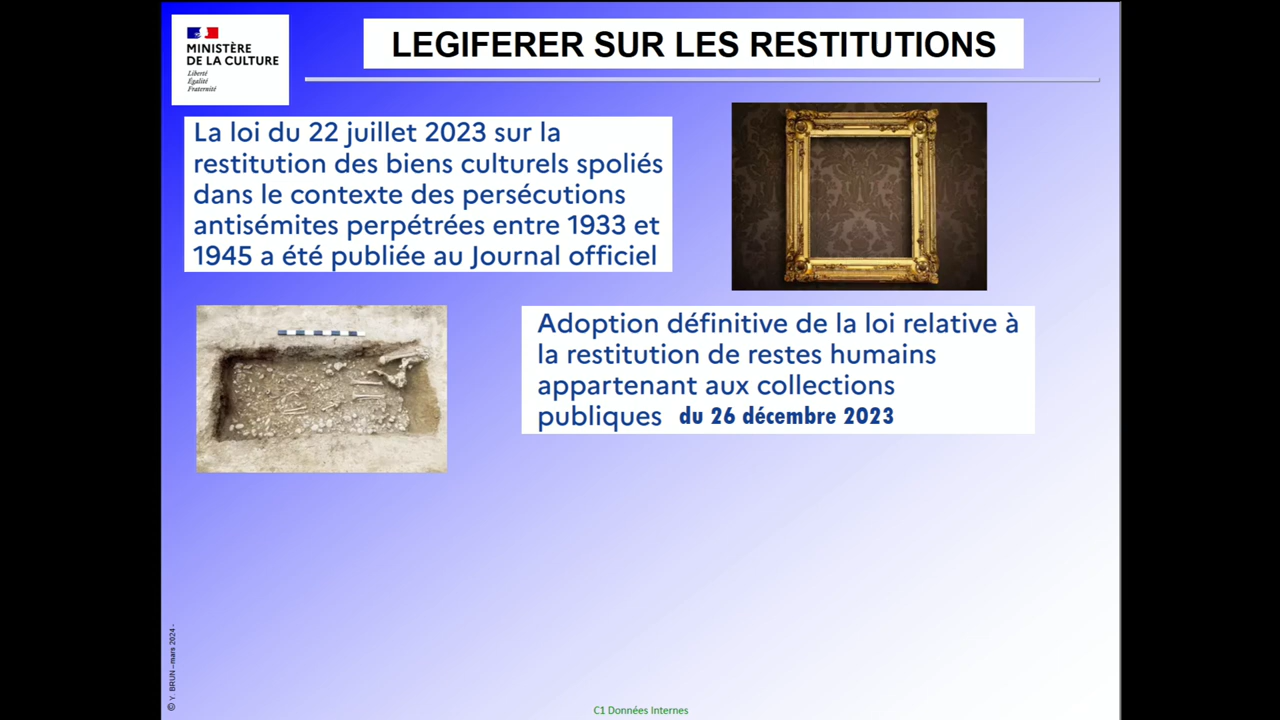 MINISTÈRE
DE LA CULTURE
Liberté
Égalité
Fraternité
LEGIFERER SUR LES RESTITUTIONS
La loi du 22 juillet 2023 sur la
restitution des biens culturels spoliés
dans le contexte des persécutions
antisémites perpétrées entre 1933 et
1945 a été publiée au Journal officiel
Adoption définitive de la loi relative à
la restitution de restes humains
appartenant aux collections
publiques du 26 décembre 2023
© Y. BRUN – mars 2024 -
C1 Données Internes